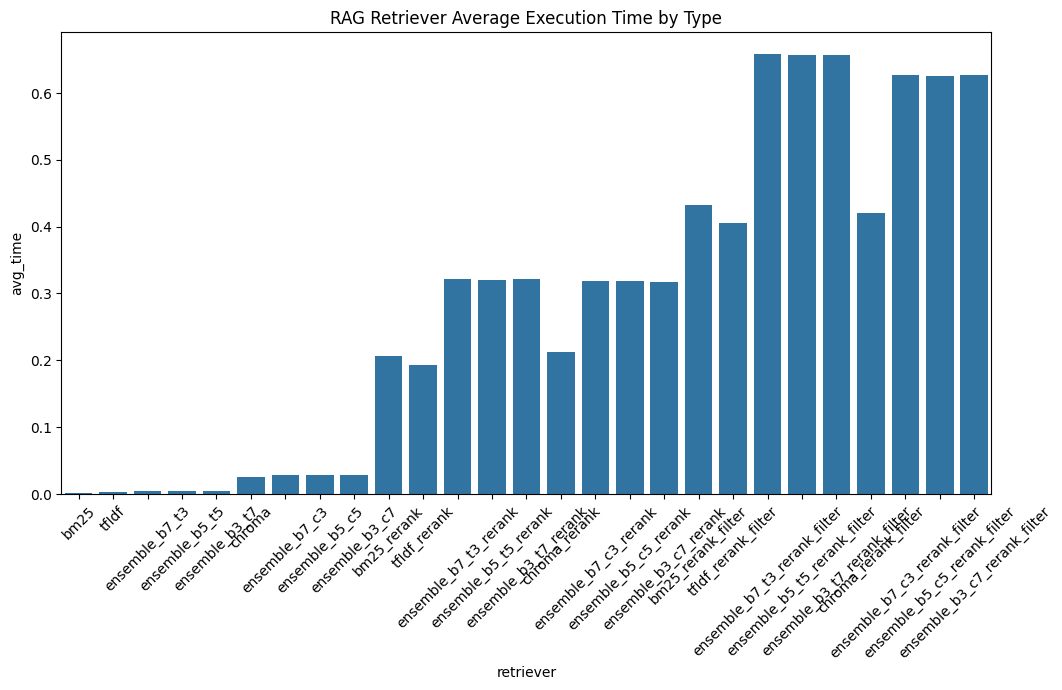 RAG Retriever Average Execution Time by Type
avg_time
0.6
0.5
0.4
0.3
0.2
0.1
0.0
bm25
tfidf
ensemble_b7_t3
ensemble_b5_t5
ensemble_b3_t7
chroma
ensemble_b7_c3
ensemble_b5_c5
ensemble_b3_c7
bm25_rerank
tfidf_rerank
ensemble_b7_t3_rerank
ensemble_b5_t5_rerank
ensemble_b3_t7_rerank
chroma_rerank
ensemble_b7_c3_rerank
ensemble_b5_c5_rerank
ensemble_b3_c7_rerank
bm25_rerank_filter
tfidf_rerank_filter
ensemble_b7_t3_rerank_filter
ensemble_b5_t5_rerank_filter
ensemble_b3_t7_rerank_filter
chroma_rerank_filter
ensemble_b7_c3_rerank_filter
ensemble_b5_c5_rerank_filter
ensemble_b3_c7_rerank_filter
retriever